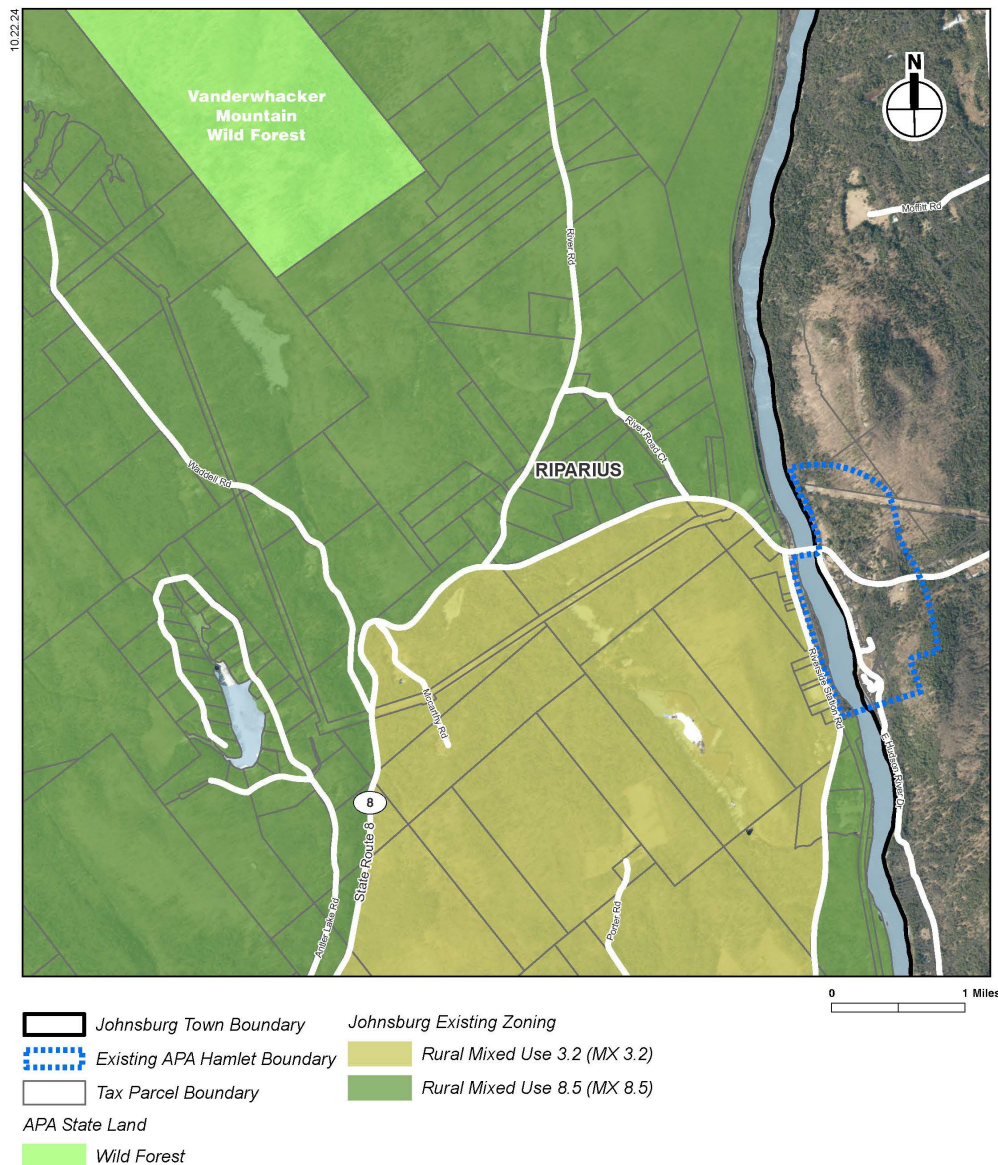 10.22.24
N
Vanderwhacker
Mountain
Wild Forest
Moffitt Rd
River Rd
River Road Ct
RIPARIUS
Waddell Rd
Riverside Station Rd
Mccarthy Rd
E Hudson River Dr
8
State Route 8
Antler Lake Rd
Porter Rd
0 1 Miles
Johnsburg Town Boundary
Existing APA Hamlet Boundary
Tax Parcel Boundary
APA State Land
Wild Forest
Johnsburg Existing Zoning
Rural Mixed Use 3.2 (MX 3.2)
Rural Mixed Use 8.5 (MX 8.5)